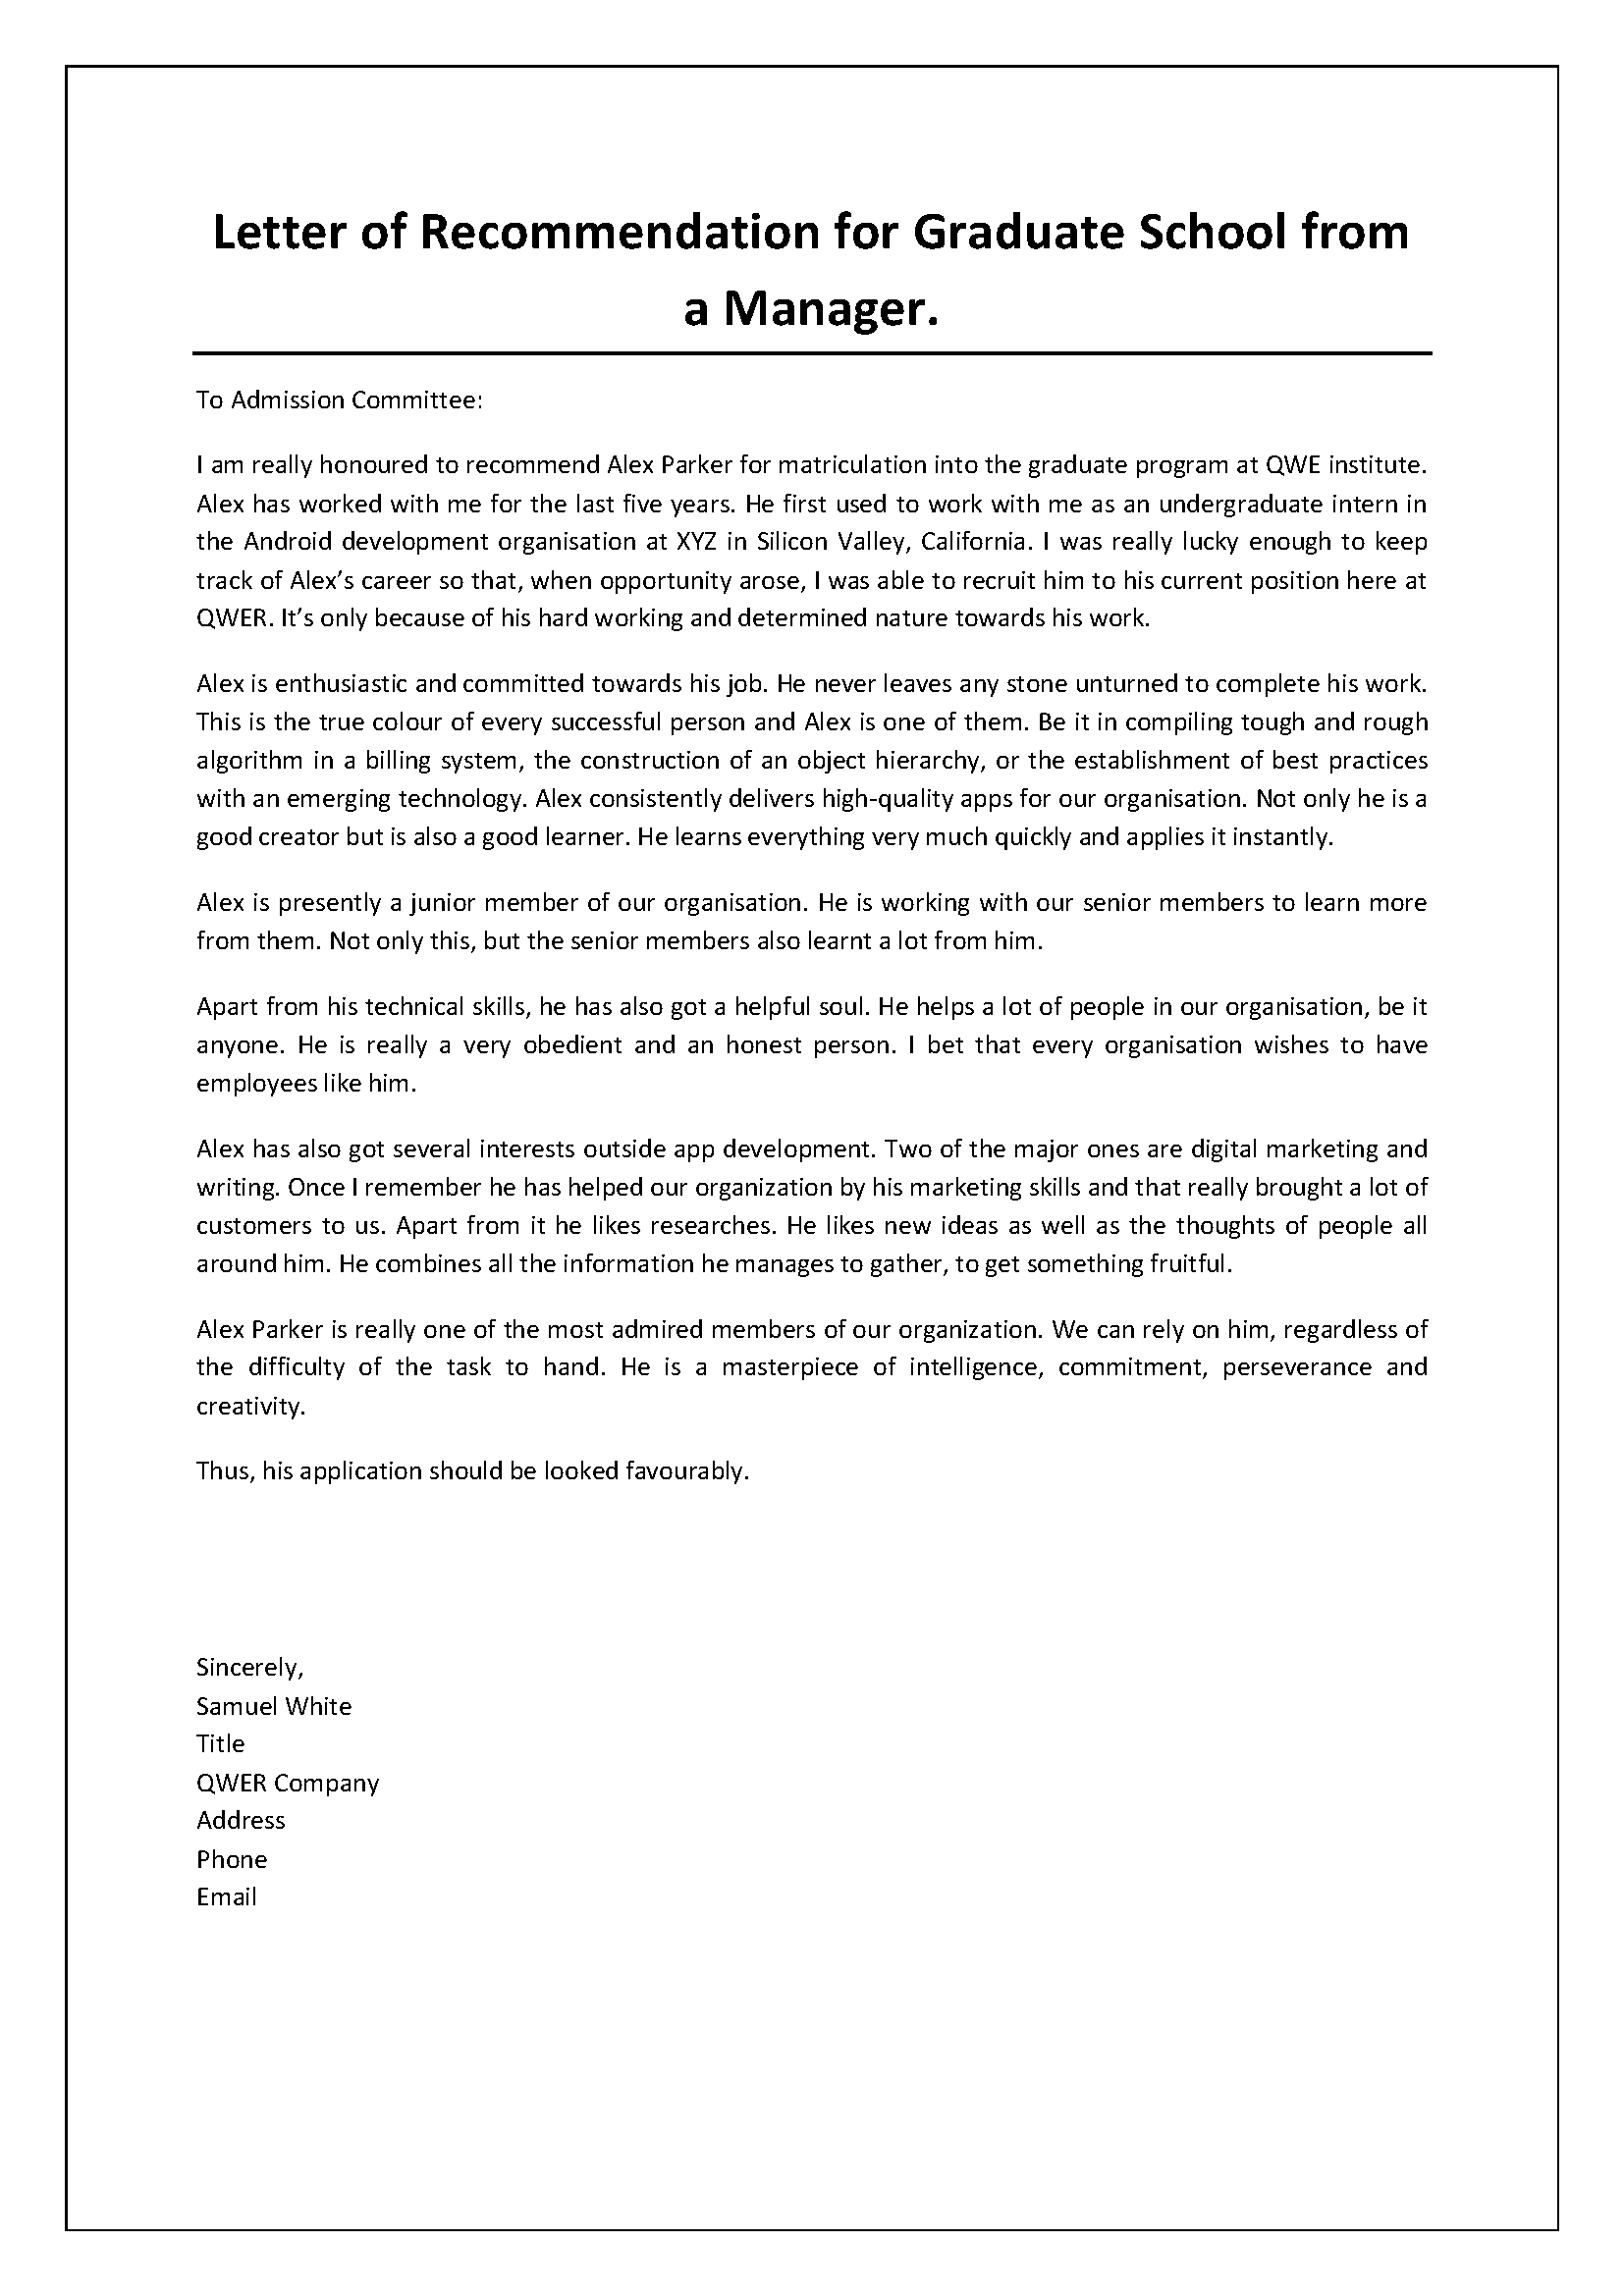 Letter of Recommendation for Graduate School from
a Manager.
To Admission Committee:
I am really honoured to recommend Alex Parker for matriculation into the graduate program at QWE institute.
Alex has worked with me for the last five years. He first used to work with me as an undergraduate intern in
the Android development organisation at XYZ in Silicon Valley, California. I was really lucky enough to keep
track of Alex’s career so that, when opportunity arose, I was able to recruit him to his current position here at
QWER. It’s only because of his hard working and determined nature towards his work.
Alex is enthusiastic and committed towards his job. He never leaves any stone unturned to complete his work.
This is the true colour of every successful person and Alex is one of them. Be it in compiling tough and rough
algorithm in a billing system, the construction of an object hierarchy, or the establishment of best practices
with an emerging technology. Alex consistently delivers high-quality apps for our organisation. Not only he is a
good creator but is also a good learner. He learns everything very much quickly and applies it instantly.
Alex is presently a junior member of our organisation. He is working with our senior members to learn more
from them. Not only this, but the senior members also learnt a lot from him.
Apart from his technical skills, he has also got a helpful soul. He helps a lot of people in our organisation, be it
anyone. He is really a very obedient and an honest person. I bet that every organisation wishes to have
employees like him.
Alex has also got several interests outside app development. Two of the major ones are digital marketing and
writing. Once I remember he has helped our organization by his marketing skills and that really brought a lot of
customers to us. Apart from it he likes researches. He likes new ideas as well as the thoughts of people all
around him. He combines all the information he manages to gather, to get something fruitful.
Alex Parker is really one of the most admired members of our organization. We can rely on him, regardless of
the difficulty of the task to hand. He is a masterpiece of intelligence, commitment, perseverance and
creativity.
Thus, his application should be looked favourably.
Sincerely,
Samuel White
Title
QWER Company
Address
Phone
Email